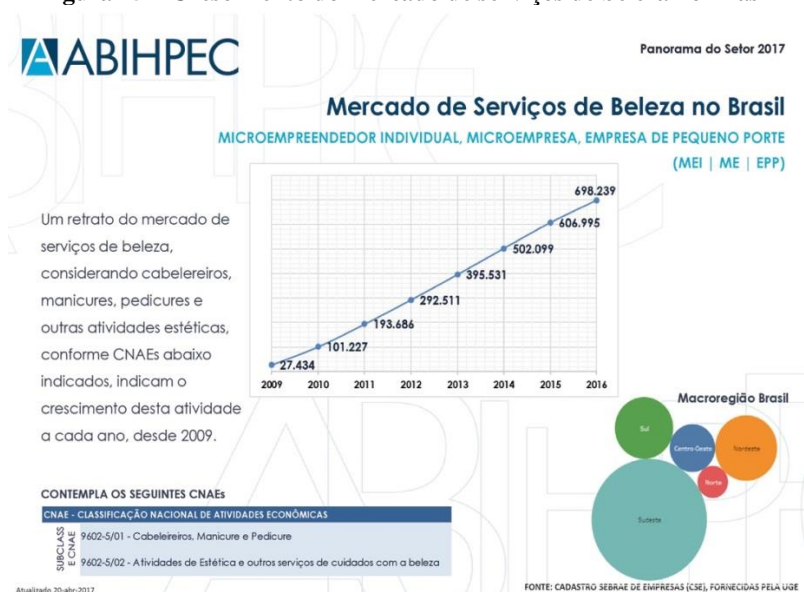 ABIHPEC
Panorama do Setor 2017
Mercado de Serviços de Beleza no Brasil
MICROEMPREENDEDOR INDIVIDUAL, MICROEMPRESA, EMPRESA DE PEQUENO PORTE
(MEI | ME | EPP)
Um retrato do mercado de
serviços de beleza,
considerando cabelereiros,
manicures, pedicures e
outras atividades estéticas,
conforme CNAEs abaixo
indicados, indicam o
crescimento desta atividade
a cada ano, desde 2009.
698.239
606.995
502.099
395.531
292.511
193.686
101.227
27.434
2009 2010 2011 2012 2013 2014 2015 2016
Macroregião Brasil
Sul
Centro-Oeste
Nordeste
Norte
Sudeste
CONTEMPLA OS SEGUINTES CNAEs
CNAE - CLASSIFICAÇÃO NACIONAL DE ATIVIDADES ECONÔMICAS
SUBCLASS
E CNAE
9602-5/01 - Cabeleireiros, Manicure e Pedicure
9602-5/02 - Atividades de Estética e outros serviços de cuidados com a beleza
Atualizado 20-abr-2017
FONTE: CADASTRO SEBRAE DE EMPRESAS (CSE), FORNECIDAS PELA UGE